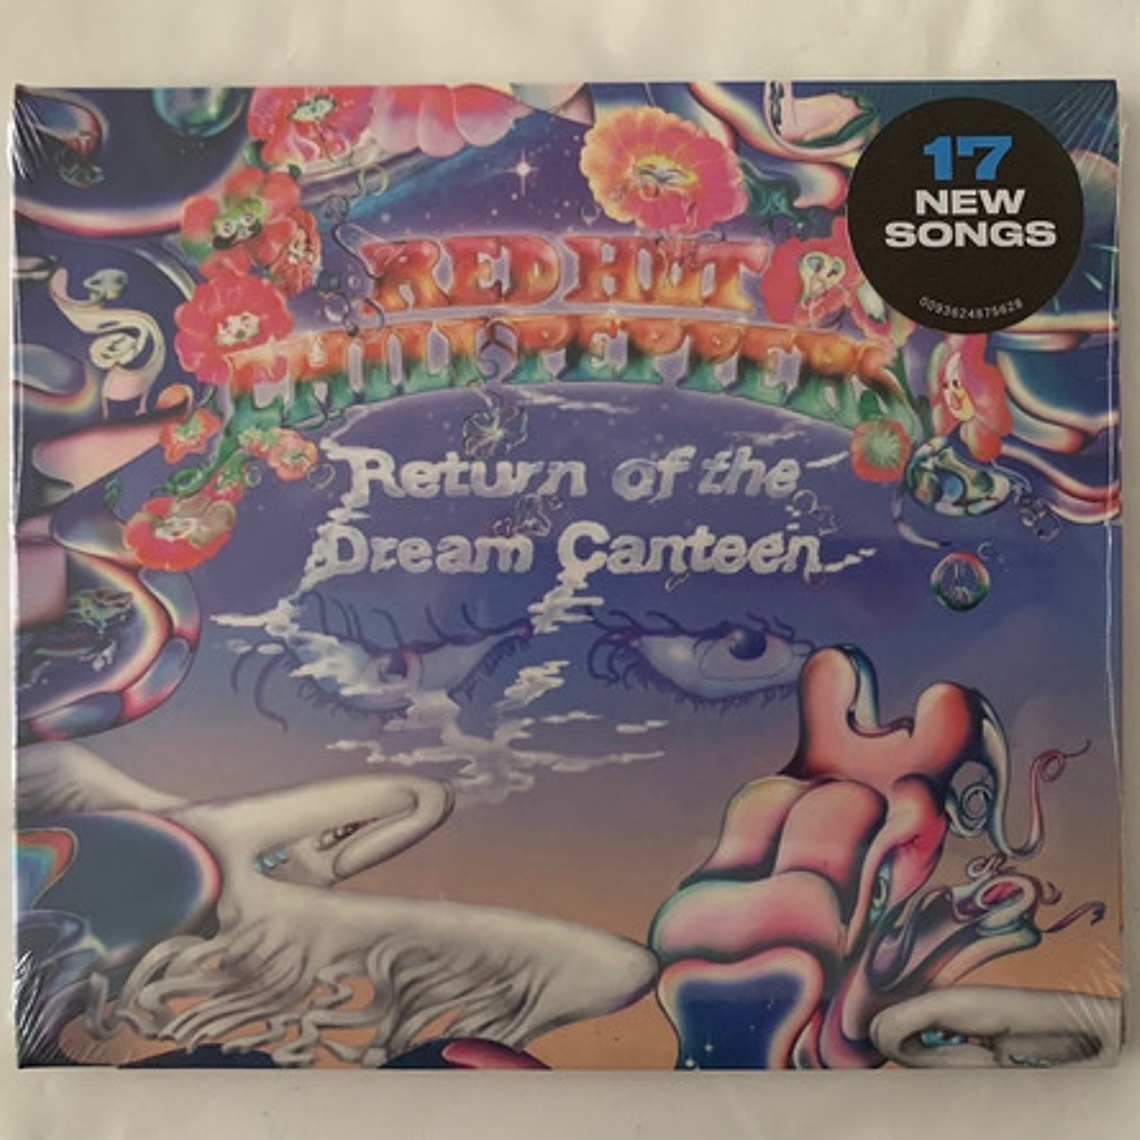 17
NEW
SONGS
0093624875628
RED HOT
CHILI PEPPERS
Return of the
Dream Canteen